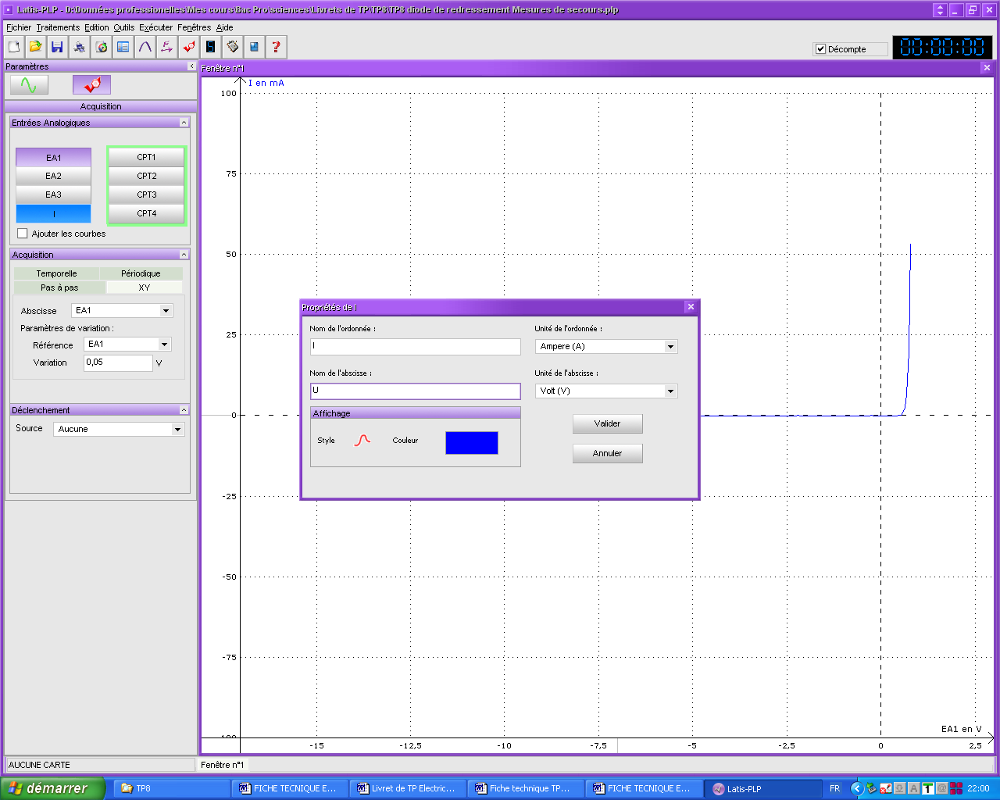 Latis-PLP - D:\Données professionelles\Mes cours\Bac Pro\sciences\Livrets de TP\TP8\TP8 diode de redressement Mesures de secours.plp
Fichier Traitements Edition Outils Exécuter Fenêtres Aide
Décompte
00:00:00
Paramètres
Fenêtre n°1
Acquisition
Entrées Analogiques
EA1
CPT1
EA2
CPT2
EA3
CPT3
I
CPT4
Ajouter les courbes
Acquisition
Temporelle
Périodique
Pas à pas
XY
Abscisse
EA1
Paramètres de variation :
Référence
EA1
Variation
0,05
V
Déclenchement
Source
Aucune
I en mA
100
75
50
25
0
-25
-50
-75
-100
-15
-12,5
-10
-7,5
-5
-2,5
0
2,5
EA1 en V
Propriétés de I
Nom de l'ordonnée :
Unité de l'ordonnée :
I
Ampere (A)
Nom de l'abscisse :
Unité de l'abscisse :
U
Volt (V)
Affichage
Style
Couleur
Valider
Annuler
AUCUNE CARTE
Fenêtre n°1
démarrer
TP8
FICHE TECNIQUE E...
Livret de TP Electric...
Fiche technique TP...
FICHE TECNIQUE E...
Latis-PLP
FR
22:00